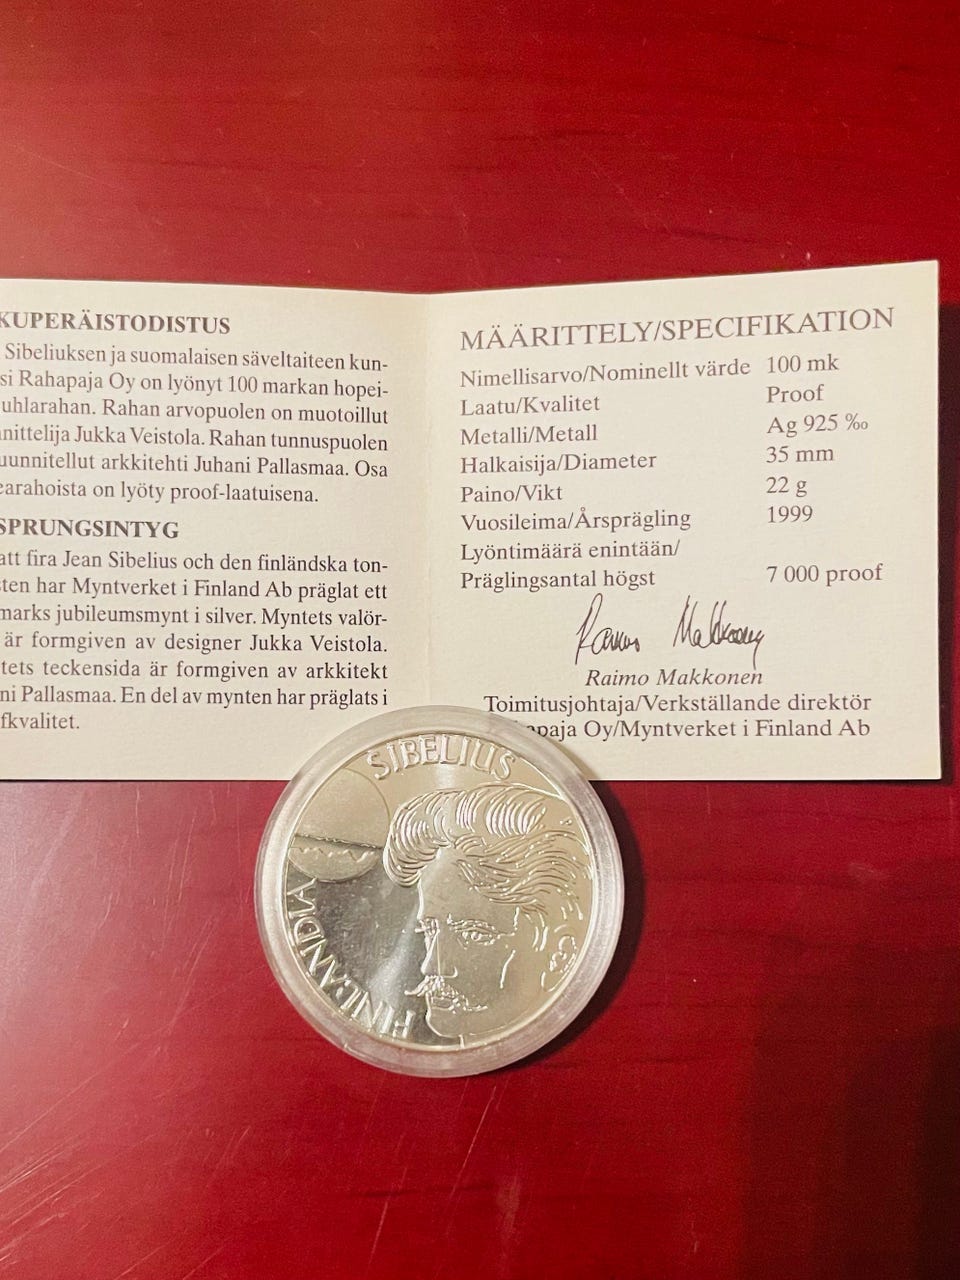 KUPERÄISTODISTUS
Sibeliuksen ja suomalaisen säveltaiteen kun-
si Rahapaja Oy on lyönyt 100 markan hopei-
uhlarahan. Rahan arvopuolen on muotoillut
nittelija Jukka Veistola. Rahan tunnuspuolen
uunnitellut arkkitehti Juhani Pallasmaa. Osa
earahoista on lyöty proof-laatuisena.
SPRUNGSINTYG
att fira Jean Sibelius och den finländska ton-
sten har Myntverket i Finland Ab präglat ett
marks jubileumsmynt i silver. Myntets valör-
är formgiven av designer Jukka Veistola.
tets teckensida är formgiven av arkkitekt
ni Pallasmaa. En del av mynten har präglats i
fkvalitet.
MÄÄRITTELY/SPECIFIKATION
Nimellisarvo/Nominellt värde 100 mk
Laatu/Kvalitet Proof
Metalli/Metall Ag 925 ‰
Halkaisija/Diameter 35 mm
Paino/Vikt 22 g
Vuosileima/Årsprägling 1999
Lyöntimäärä enintään/
Präglingsantal högst 7 000 proof
Raimo Makkonen
Raimo Makkonen
Toimitusjohtaja/Verkställande direktör
apaja Oy/Myntverket i Finland Ab
SIBELIUS
FINLANDIA